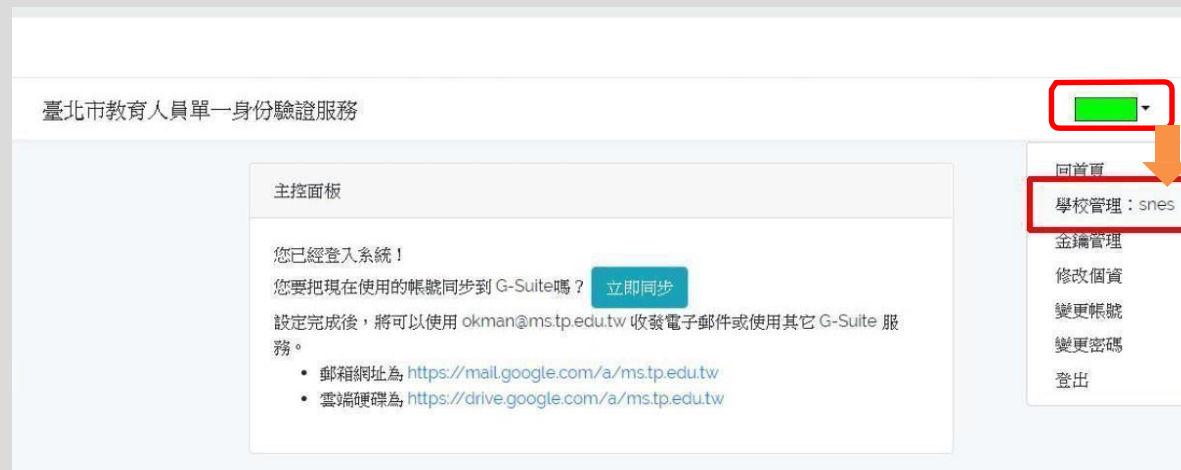 臺北市教育人員單一身份驗證服務
主控面板
您已經登入系統！
您要把現在使用的帳號同步到 G-Suite嗎？ 立即同步
設定完成後，將可以使用 okman@ms.tp.edu.tw 收發電子郵件或使用其它 G-Suite 服
務。
• 郵箱網址為 https://mail.google.com/a/ms.tp.edu.tw
• 雲端硬碟為 https://drive.google.com/a/ms.tp.edu.tw
回首頁
學校管理：snes
金鑰管理
修改個資
變更帳號
變更密碼
登出